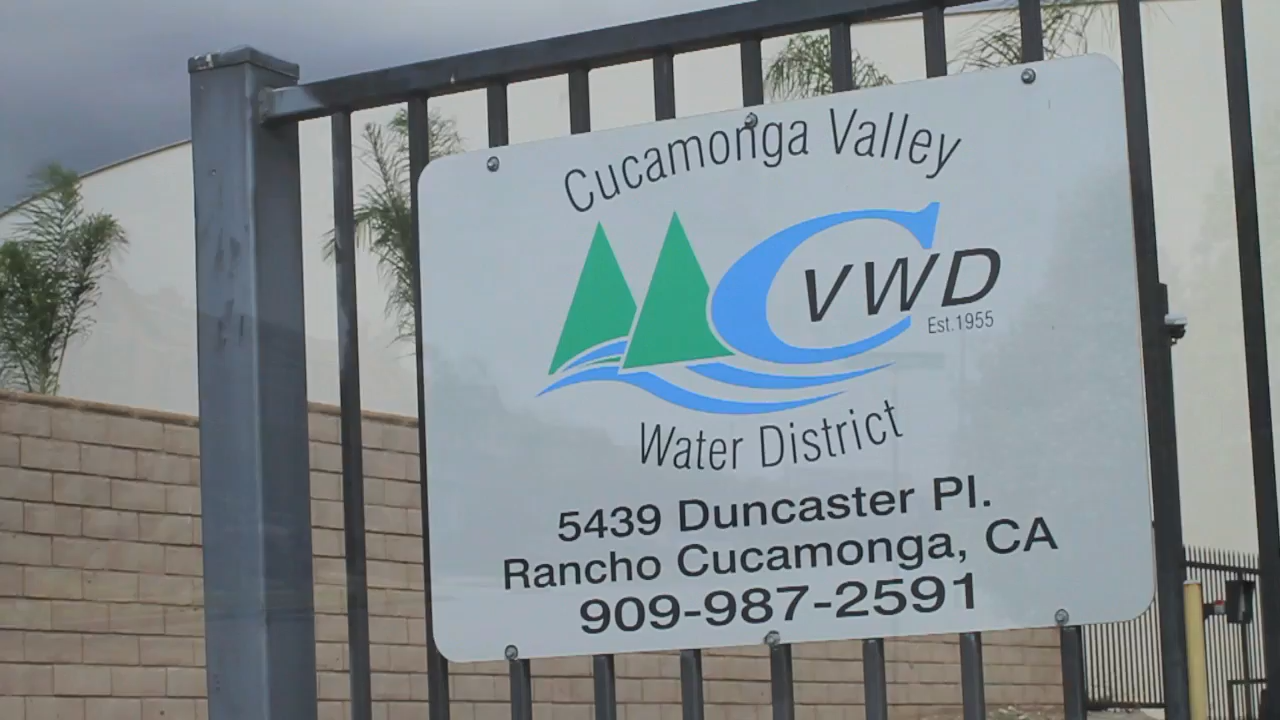 Cucamonga Valley
CVWD
Est.1955
Water District
5439 Duncaster Pl.
Rancho Cucamonga, CA
909-987-2591